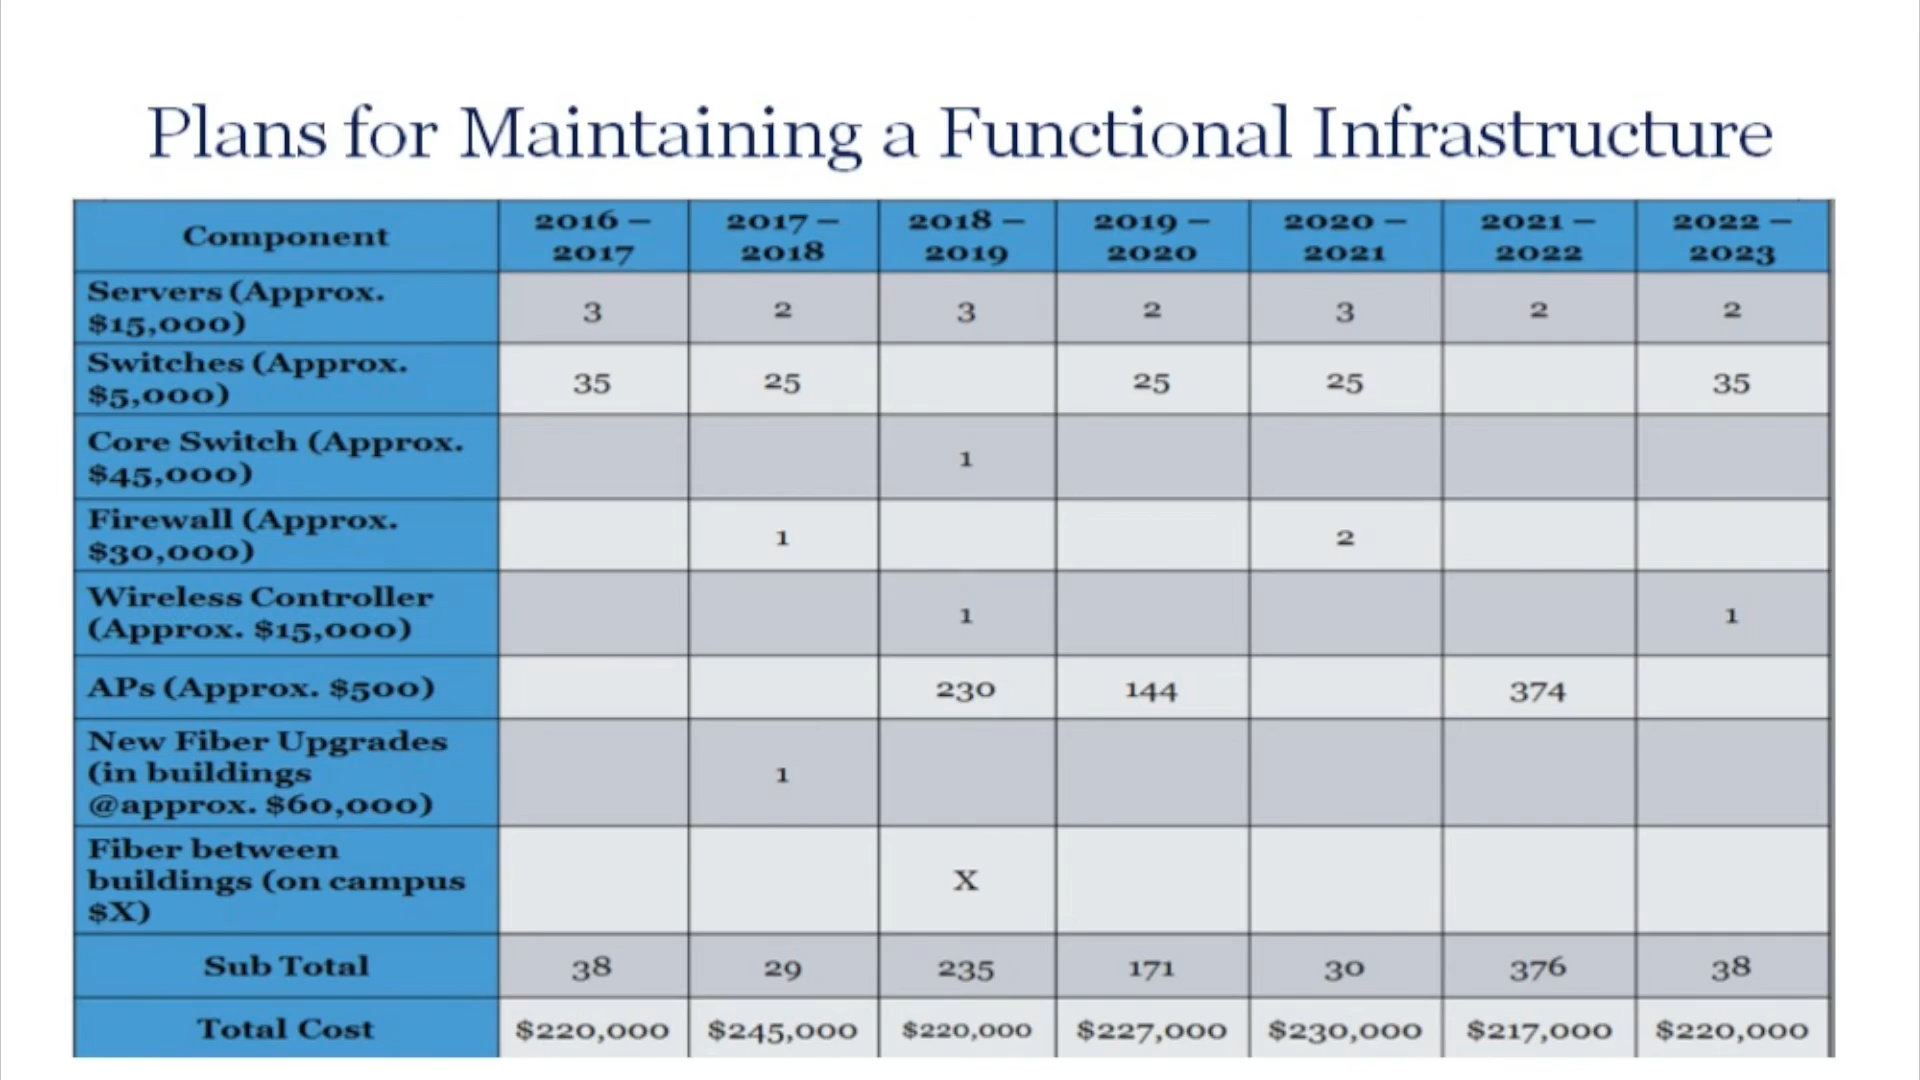 Plans for Maintaining a Functional Infrastructure
Component 2016 – 2017 2017 – 2018 2018 – 2019 2019 – 2020 2020 – 2021 2021 – 2022 2022 – 2023
Servers (Approx. $15,000) 3 2 3 2 3 2 2
Switches (Approx. $5,000) 35 25 25 25 35
Core Switch (Approx. $45,000) 1
Firewall (Approx. $30,000) 1 2
Wireless Controller (Approx. $15,000) 1 1
APs (Approx. $500) 230 144 374
New Fiber Upgrades (in buildings @approx. $60,000) 1
Fiber between buildings (on campus $X) X
Sub Total 38 29 235 171 30 376 38
Total Cost $220,000 $245,000 $220,000 $227,000 $230,000 $217,000 $220,000